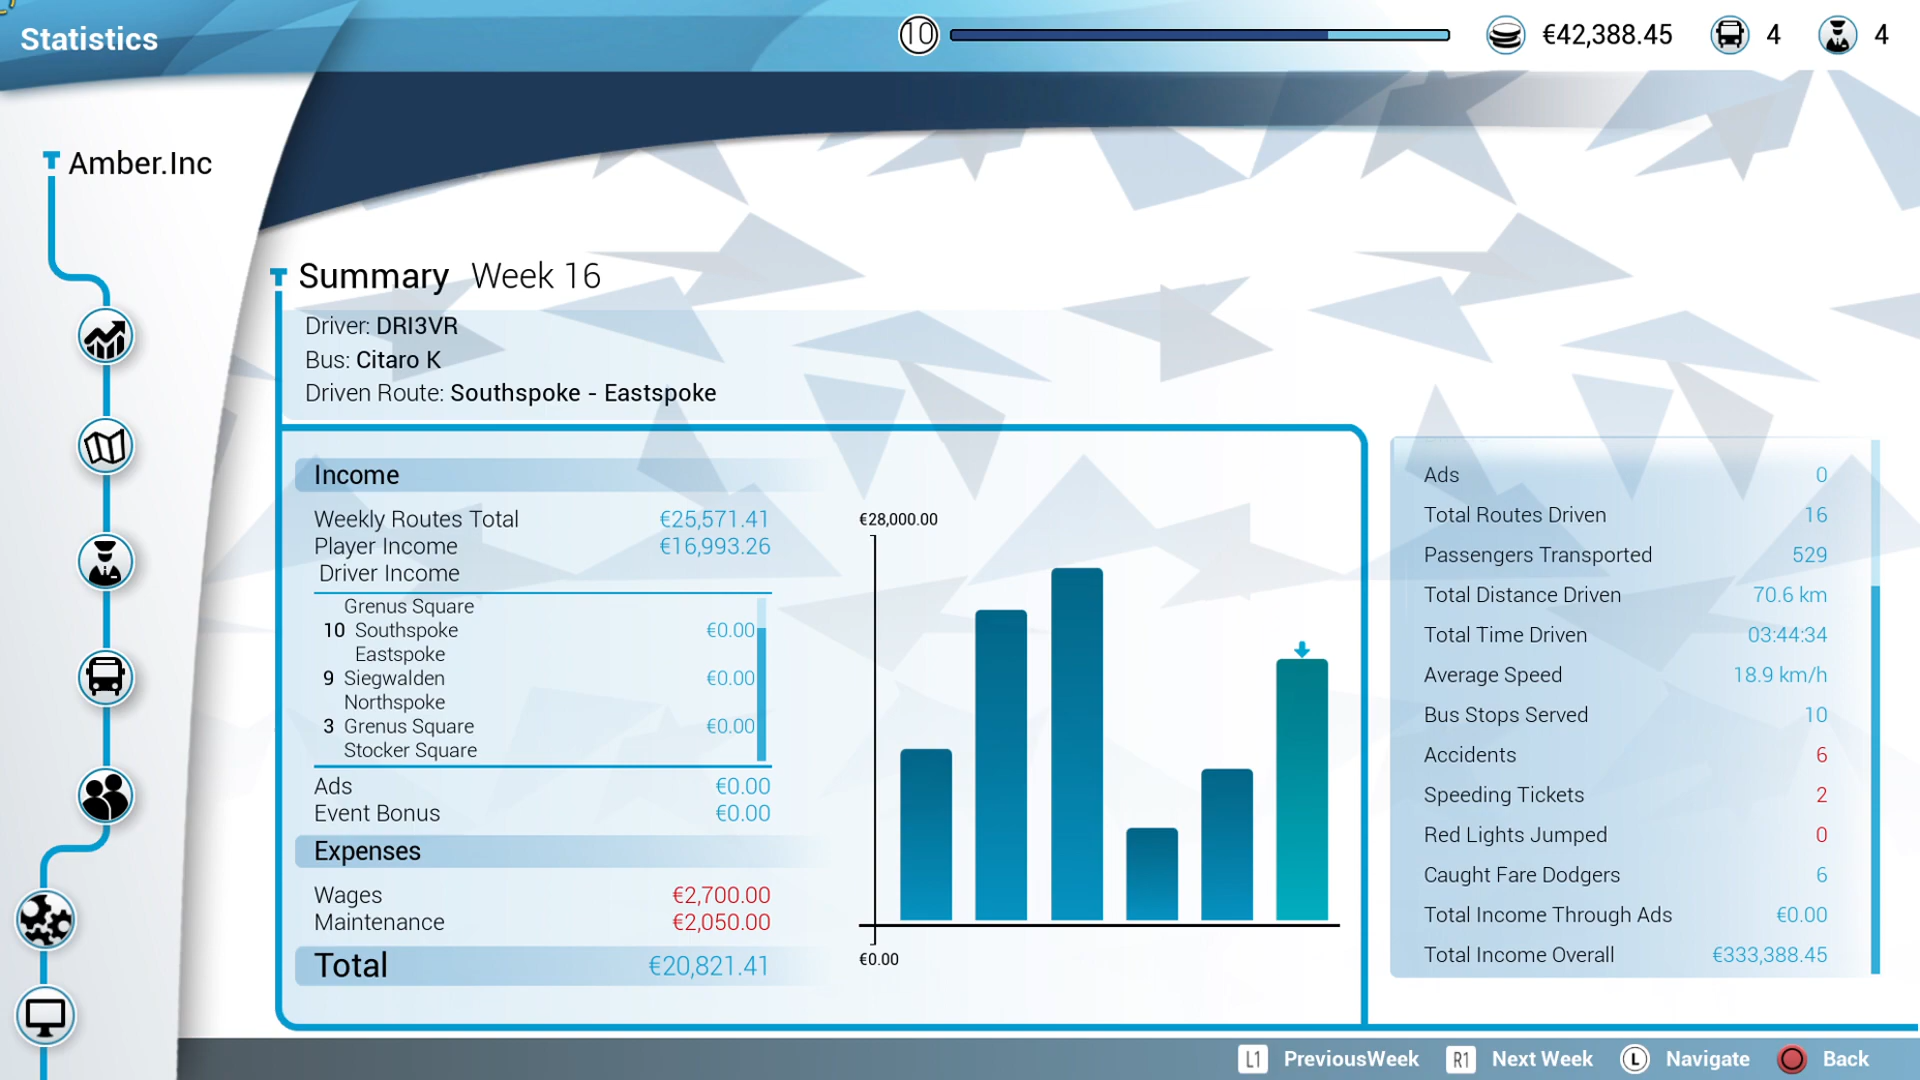 Statistics
10
€42,388.45
4
4
Amber.Inc
Summary Week 16
Driver: DRI3VR
Bus: Citaro K
Driven Route: Southspoke - Eastspoke
Income
Weekly Routes Total €25,571.41
Player Income €16,993.26
Driver Income
Grenus Square
10 Southspoke €0.00
Eastspoke
9 Siegwalden €0.00
Northspoke
3 Grenus Square €0.00
Stocker Square
Ads €0.00
Event Bonus €0.00
Expenses
Wages €2,700.00
Maintenance €2,050.00
Total €20,821.41
€28,000.00
€0.00
Ads 0
Total Routes Driven 16
Passengers Transported 529
Total Distance Driven 70.6 km
Total Time Driven 03:44:34
Average Speed 18.9 km/h
Bus Stops Served 10
Accidents 6
Speeding Tickets 2
Red Lights Jumped 0
Caught Fare Dodgers 6
Total Income Through Ads €0.00
Total Income Overall €333,388.45
L1 PreviousWeek R1 Next Week L Navigate Back